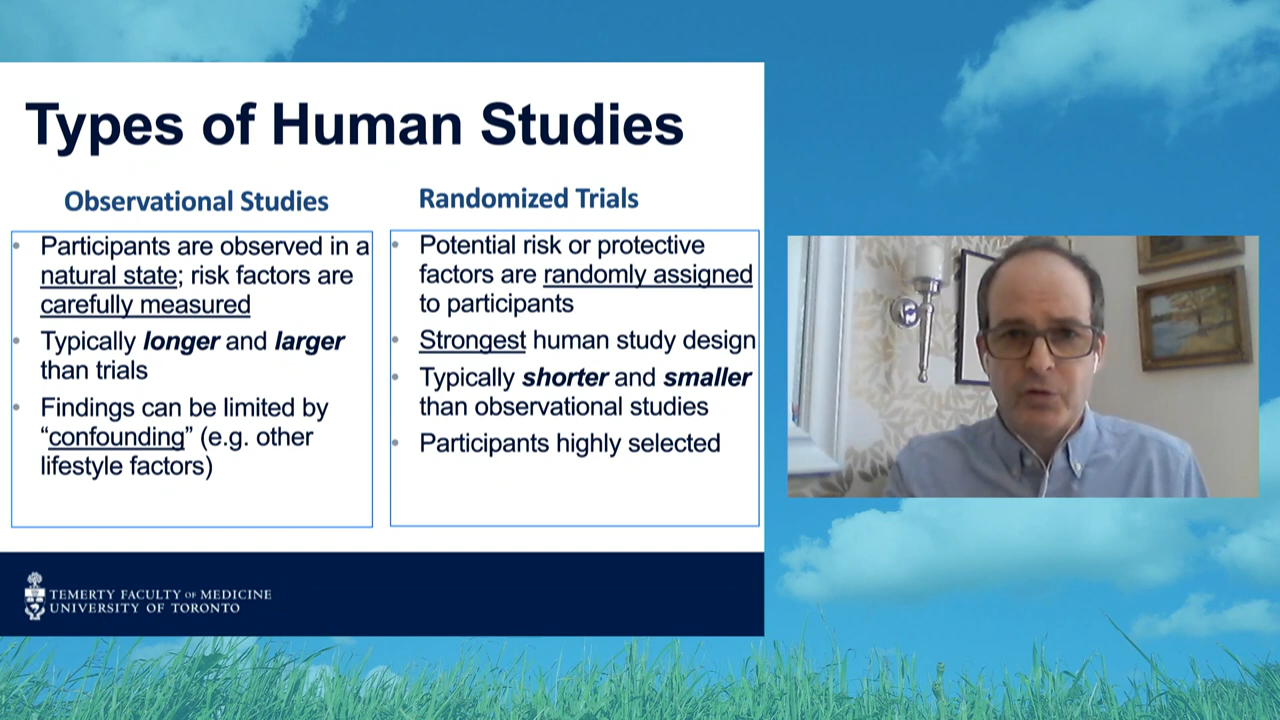 Types of Human Studies
Observational Studies
• Participants are observed in a
natural state; risk factors are
carefully measured
• Typically longer and larger
than trials
• Findings can be limited by
“confounding” (e.g. other
lifestyle factors)
Randomized Trials
• Potential risk or protective
factors are randomly assigned
to participants
• Strongest human study design
• Typically shorter and smaller
than observational studies
• Participants highly selected
TEMERTY FACULTY OF MEDICINE
UNIVERSITY OF TORONTO